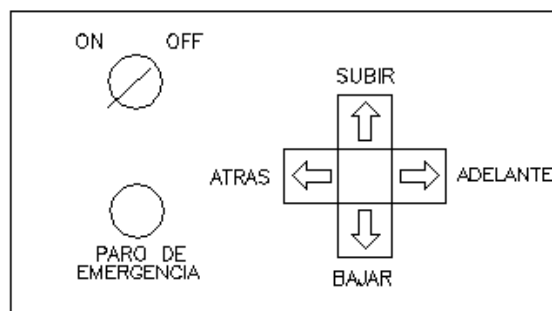 ON OFF
SUBIR
ATRAS
ADELANTE
PARO DE
EMERGENCIA
BAJAR